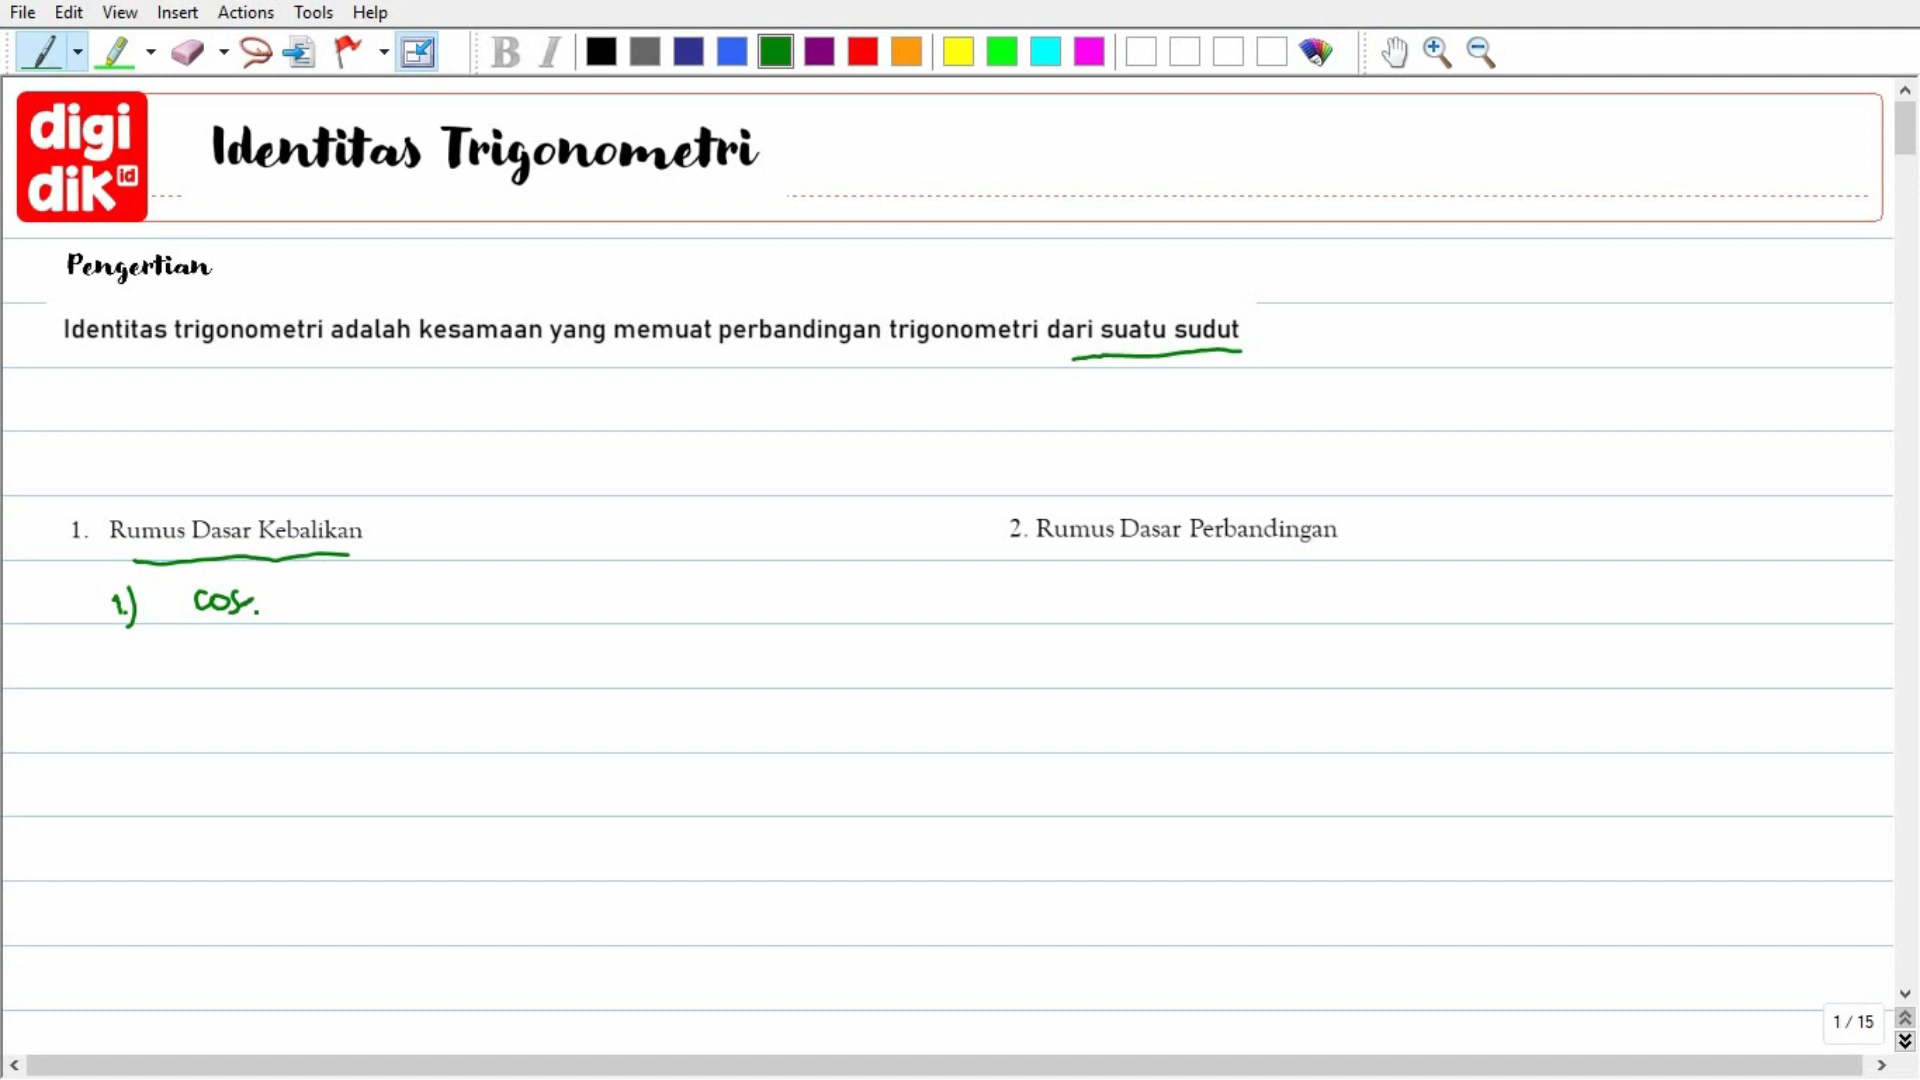 File Edit View Insert Actions Tools Help
B I
digi
dik id
Identitas Trigonometri
Pengertian
Identitas trigonometri adalah kesamaan yang memuat perbandingan trigonometri dari suatu sudut
1. Rumus Dasar Kebalikan
2. Rumus Dasar Perbandingan
1.) cos.
1 / 15